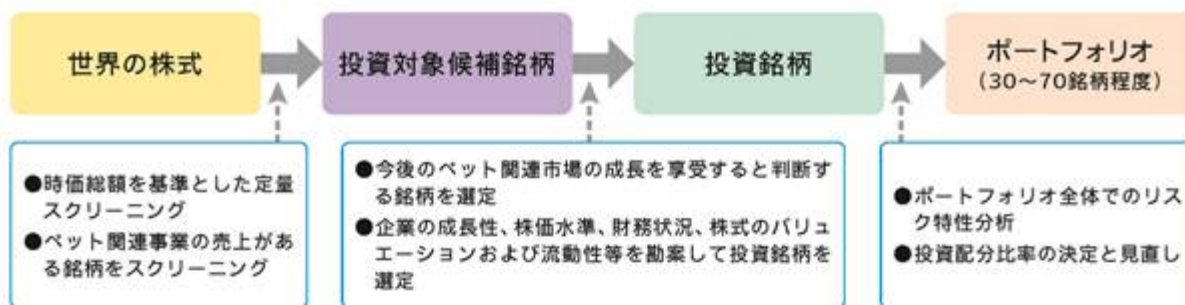 世界の株式
投資対象候補銘柄
投資銘柄
ポートフォリオ
(30～70銘柄程度)
●時価総額を基準とした定量
スクリーニング
●ペット関連事業の売上があ
る銘柄をスクリーニング
●今後のペット関連市場の成長を享受すると判断す
る銘柄を選定
●企業の成長性、株価水準、財務状況、株式のバリュ
エーションおよび流動性等を勘案して投資銘柄を
選定
●ポートフォリオ全体でのリス
ク特性分析
●投資配分比率の決定と見直し